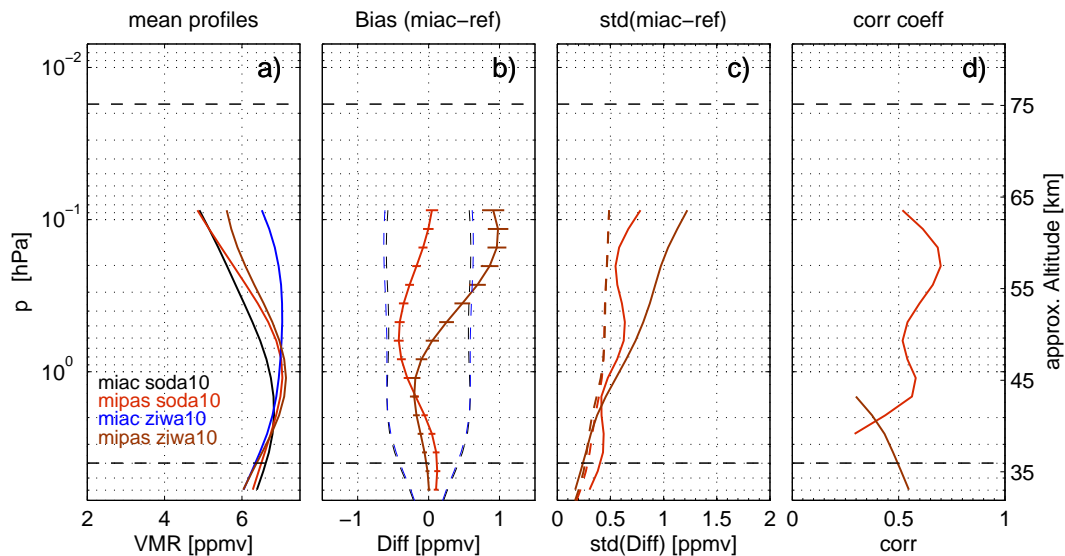 mean profiles Bias (miac−ref) std(miac−ref) corr coeff
a) b) c) d)
10⁻² 10⁻¹ 10⁰
p [hPa]
miac soda10
mipas soda10
miac ziwa10
mipas ziwa10
75 65 55 45 35
approx. Altitude [km]
2 4 6 −1 0 1 0 0.5 1 1.5 2 0 0.5 1
VMR [ppmv] Diff [ppmv] std(Diff) [ppmv] corr